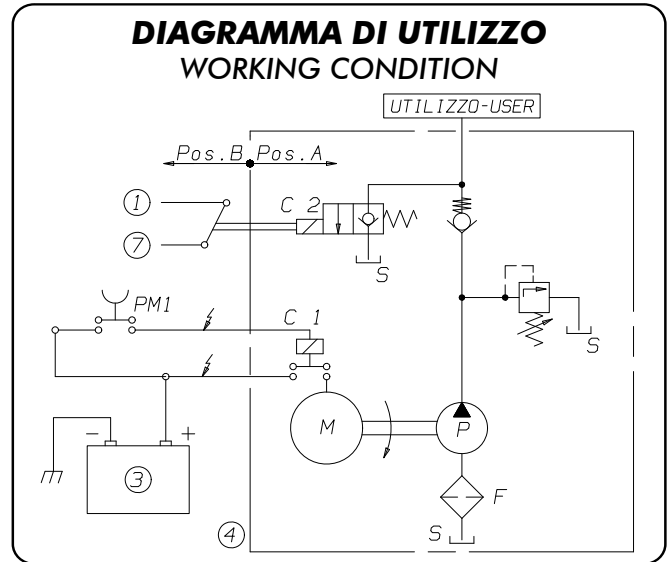 DIAGRAMMA DI UTILIZZO
WORKING CONDITION
UTILIZZO-USER
Pos.B Pos.A
1
C 2
7
S
PM1
C 1
S
M
P
- +
3
F
4
S